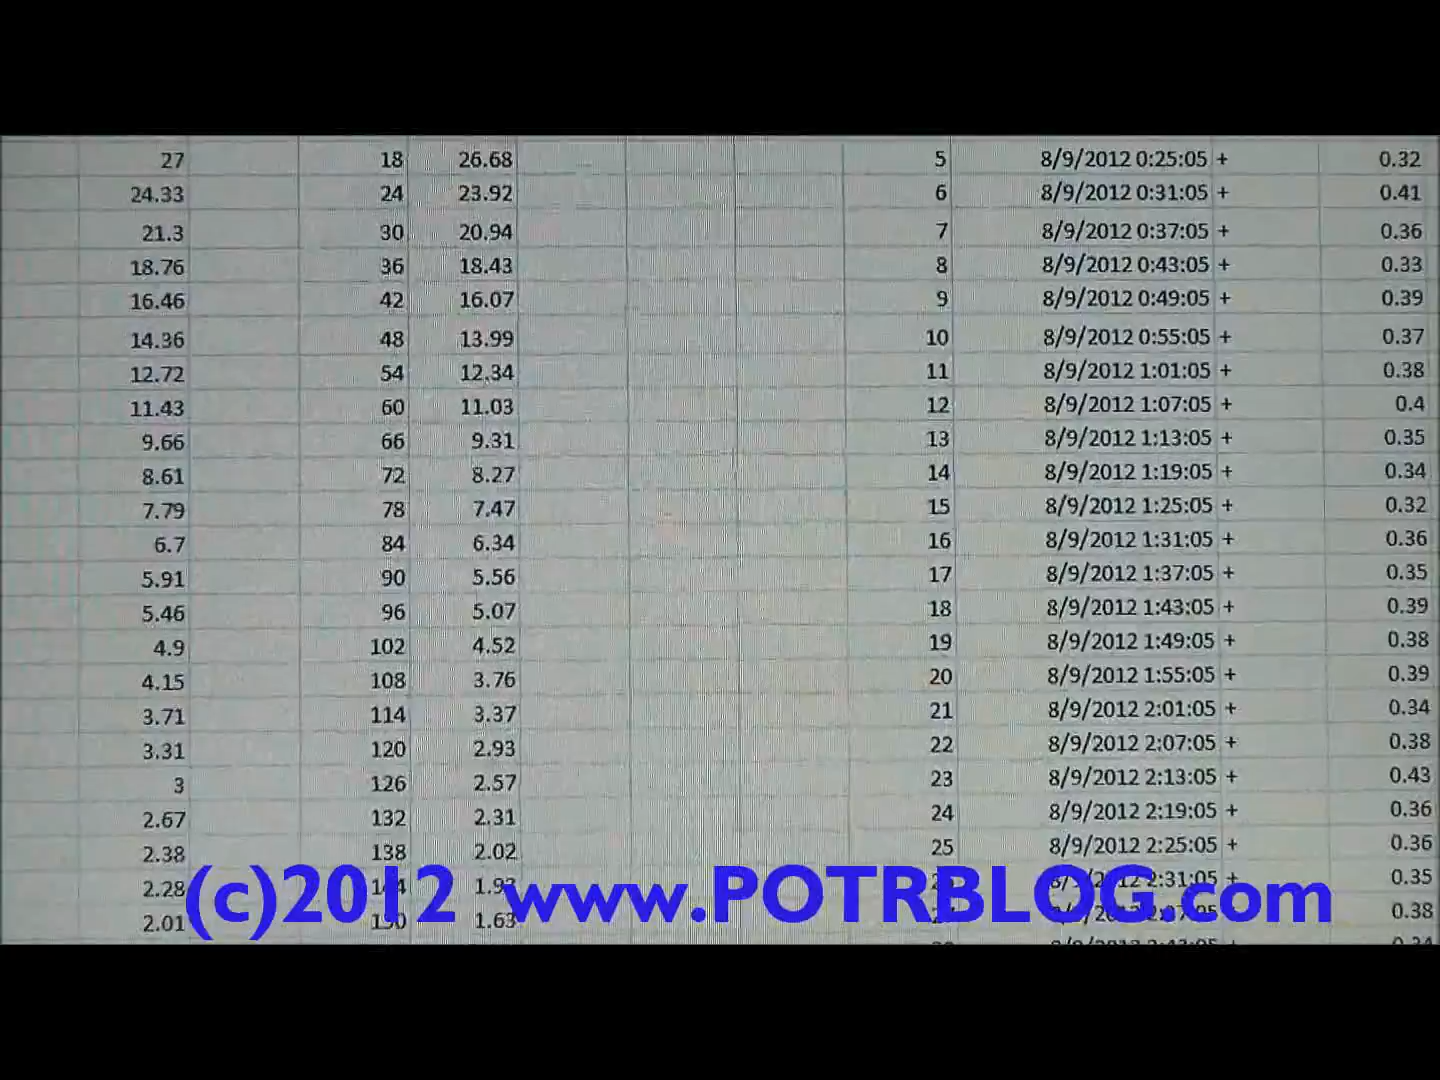 27 18 26.68 5 8/9/2012 0:25:05 + 0.32
24.33 24 23.92 6 8/9/2012 0:31:05 + 0.41
21.3 30 20.94 7 8/9/2012 0:37:05 + 0.36
18.76 36 18.43 8 8/9/2012 0:43:05 + 0.33
16.46 42 16.07 9 8/9/2012 0:49:05 + 0.39
14.36 48 13.99 10 8/9/2012 0:55:05 + 0.37
12.72 54 12.34 11 8/9/2012 1:01:05 + 0.38
11.43 60 11.03 12 8/9/2012 1:07:05 + 0.4
9.66 66 9.31 13 8/9/2012 1:13:05 + 0.35
8.61 72 8.27 14 8/9/2012 1:19:05 + 0.34
7.79 78 7.47 15 8/9/2012 1:25:05 + 0.32
6.7 84 6.34 16 8/9/2012 1:31:05 + 0.36
5.91 90 5.56 17 8/9/2012 1:37:05 + 0.35
5.46 96 5.07 18 8/9/2012 1:43:05 + 0.39
4.9 102 4.52 19 8/9/2012 1:49:05 + 0.38
4.15 108 3.76 20 8/9/2012 1:55:05 + 0.39
3.71 114 3.37 21 8/9/2012 2:01:05 + 0.34
3.31 120 2.93 22 8/9/2012 2:07:05 + 0.38
3 126 2.57 23 8/9/2012 2:13:05 + 0.43
2.67 132 2.31 24 8/9/2012 2:19:05 + 0.36
2.38 138 2.02 25 8/9/2012 2:25:05 + 0.36
2.28 2:31:05 + 0.35
2.01 1.63 + 0.38
(c)2012 www.POTRBLOG.com